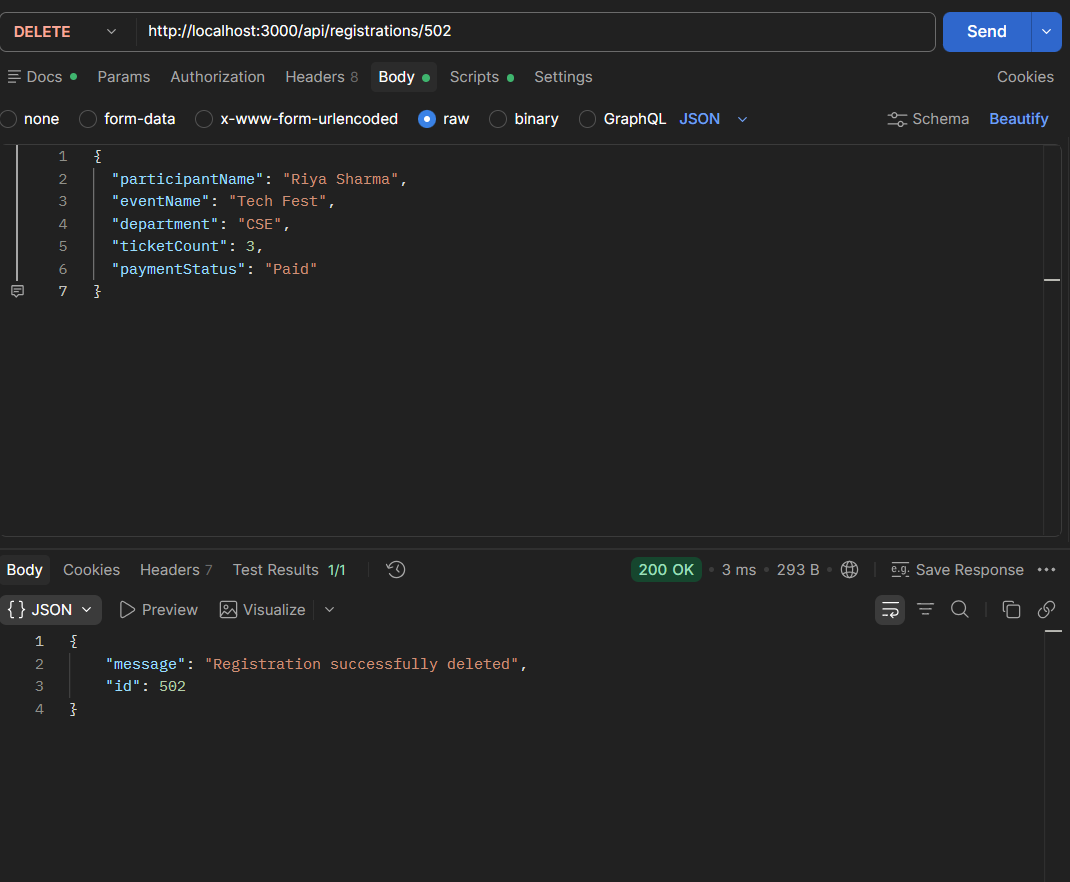 DELETE http://localhost:3000/api/registrations/502 Send
Docs Params Authorization Headers 8 Body Scripts Settings Cookies
none form-data x-www-form-urlencoded raw binary GraphQL JSON Schema Beautify
1 {
2 "participantName": "Riya Sharma",
3 "eventName": "Tech Fest",
4 "department": "CSE",
5 "ticketCount": 3,
6 "paymentStatus": "Paid"
7 }
Body Cookies Headers 7 Test Results 1/1 200 OK • 3 ms • 293 B • e.g. Save Response
{} JSON Preview Visualize
1 {
2 "message": "Registration successfully deleted",
3 "id": 502
4 }